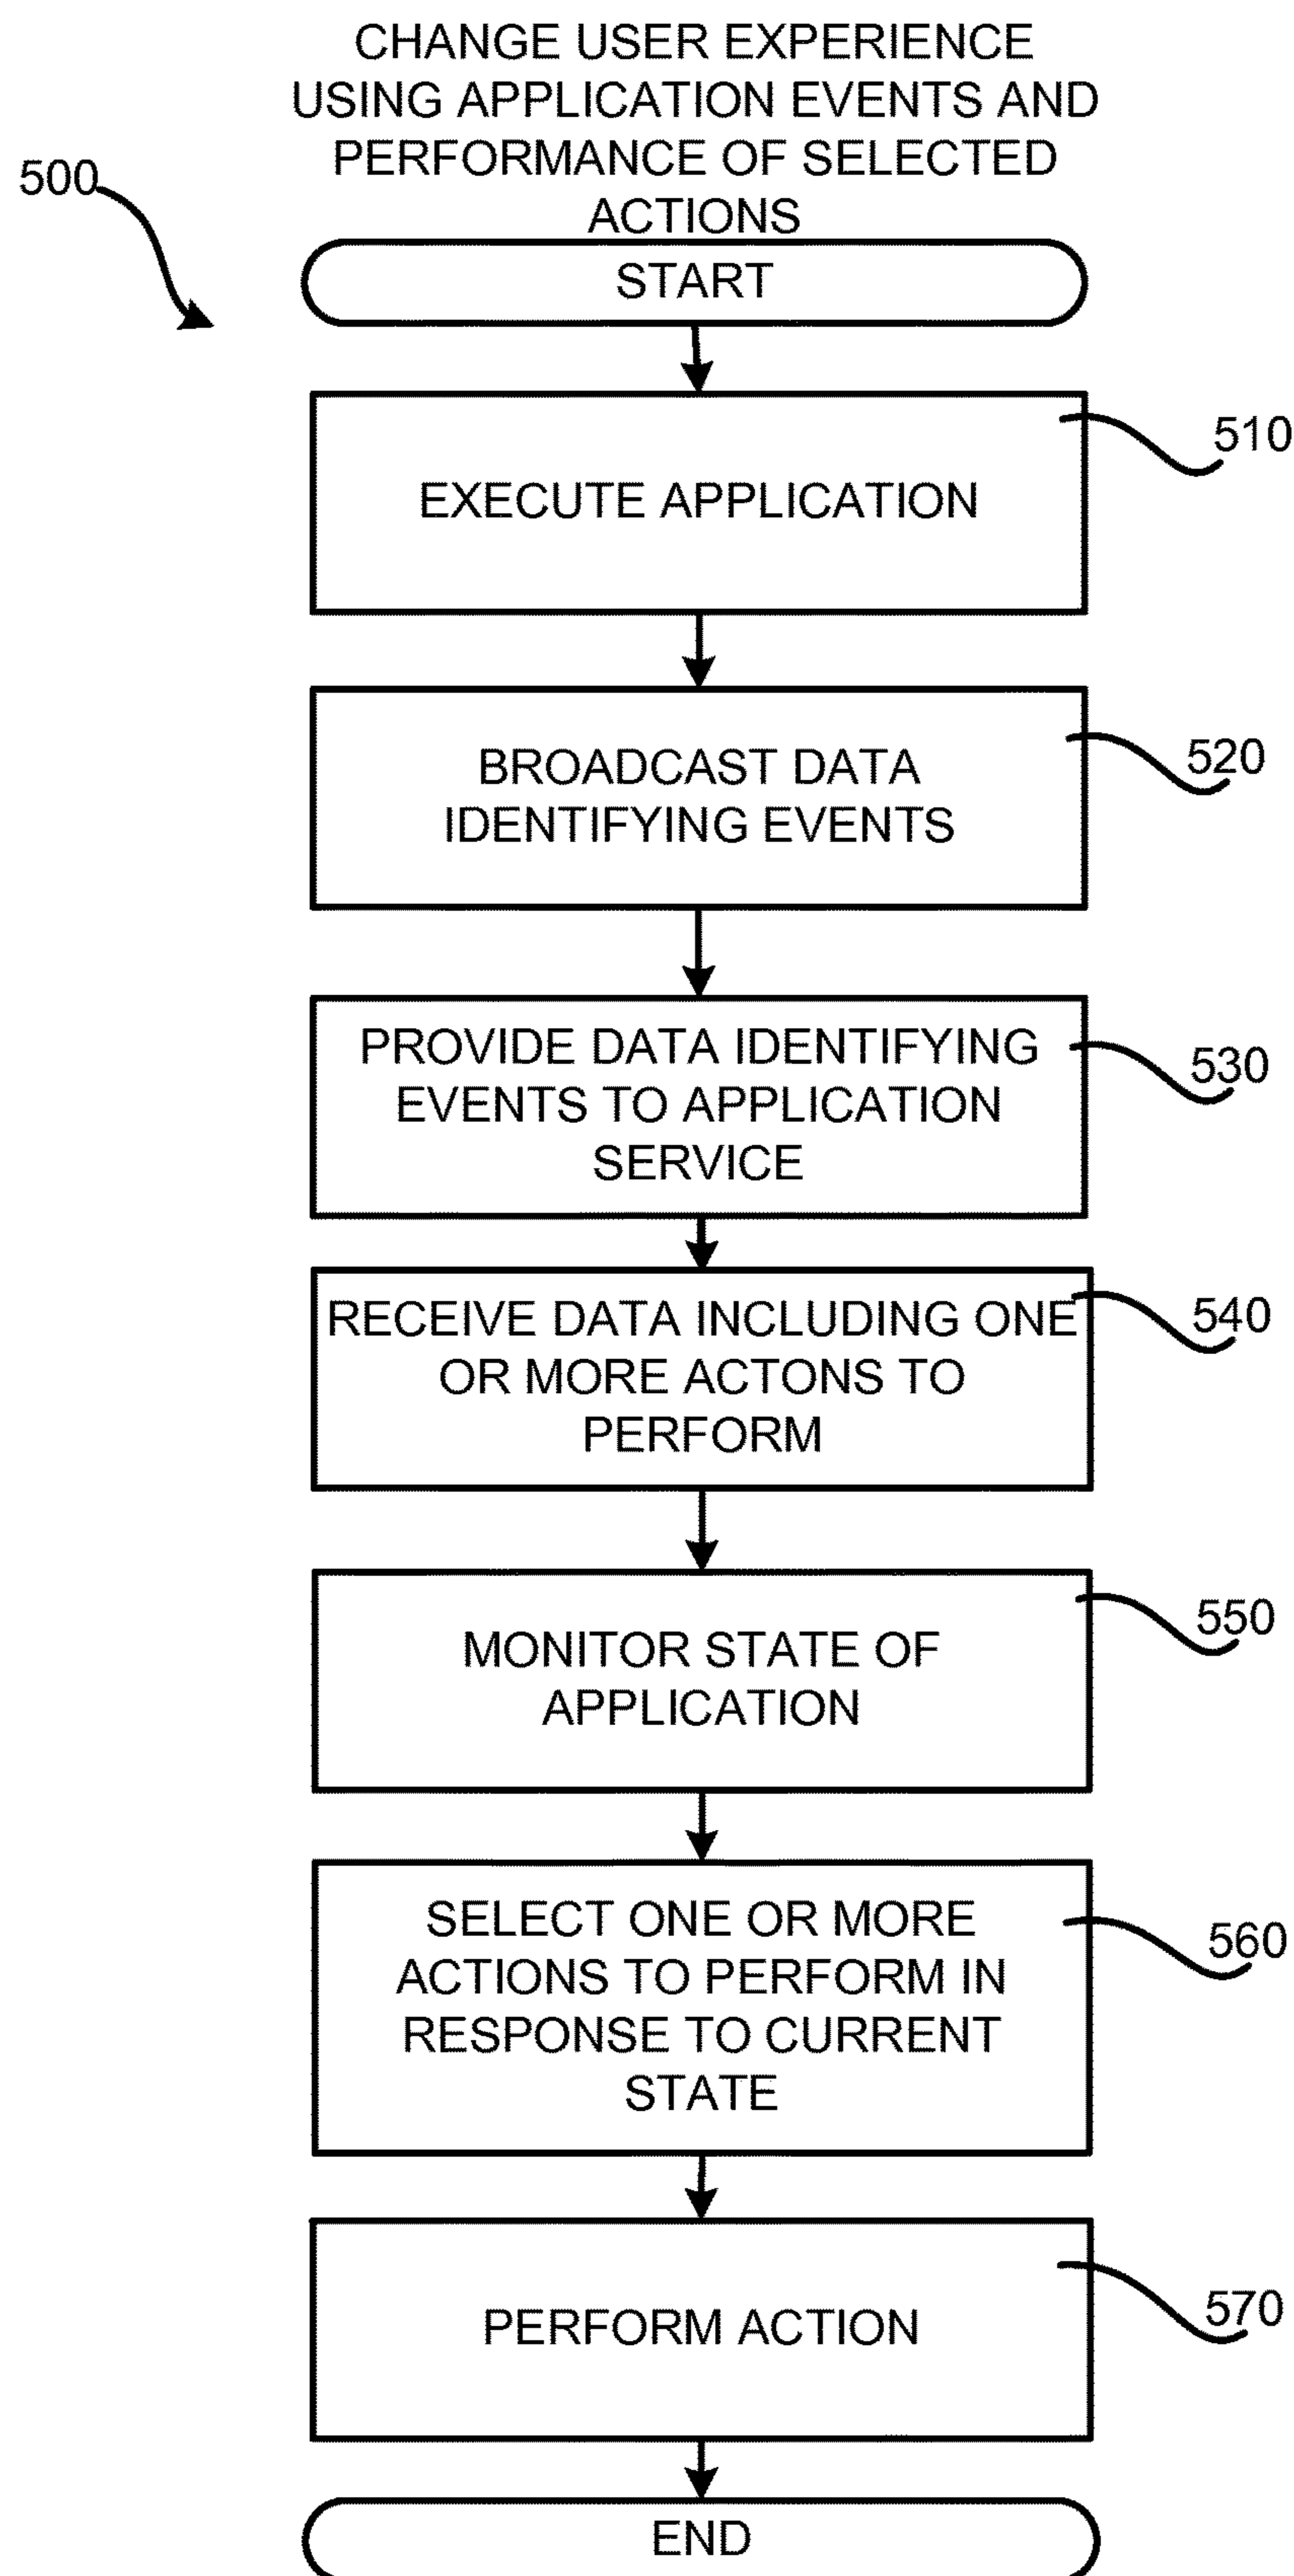 CHANGE USER EXPERIENCE
USING APPLICATION EVENTS AND
PERFORMANCE OF SELECTED
ACTIONS
500
START
510
EXECUTE APPLICATION
520
BROADCAST DATA
IDENTIFYING EVENTS
530
PROVIDE DATA IDENTIFYING
EVENTS TO APPLICATION
SERVICE
540
RECEIVE DATA INCLUDING ONE
OR MORE ACTONS TO
PERFORM
550
MONITOR STATE OF
APPLICATION
560
SELECT ONE OR MORE
ACTIONS TO PERFORM IN
RESPONSE TO CURRENT
STATE
570
PERFORM ACTION
END